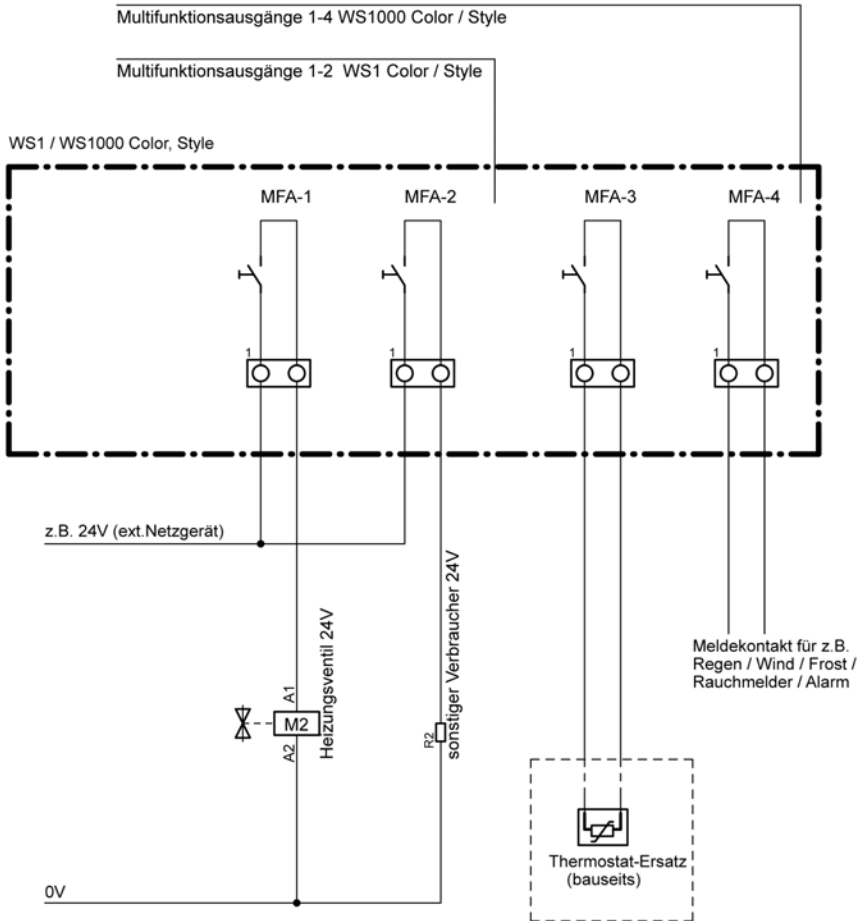 Multifunktionsausgänge 1-4 WS1000 Color / Style
Multifunktionsausgänge 1-2 WS1 Color / Style
WS1 / WS1000 Color, Style
MFA-1
MFA-2
MFA-3
MFA-4
1
1
1
1
z.B. 24V (ext.Netzgerät)
A1
M2
A2
Heizungsventil 24V
R2
sonstiger Verbraucher 24V
Meldekontakt für z.B.
Regen / Wind / Frost /
Rauchmelder / Alarm
Thermostat-Ersatz
(bauseits)
0V